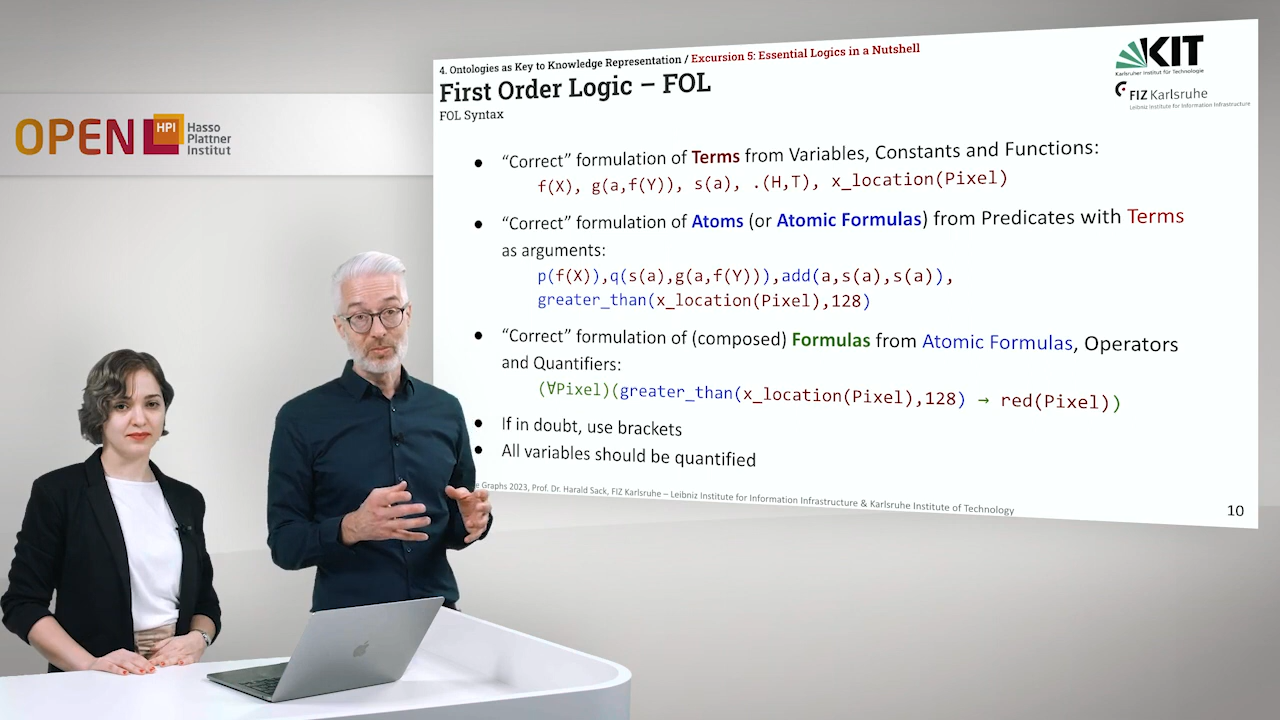 OPEN HPI Hasso
Plattner
Institut
4. Ontologies as Key to Knowledge Representation / Excursion 5: Essential Logics in a Nutshell
First Order Logic – FOL
FOL Syntax
KIT
Karlsruher Institut für Technologie
FIZ Karlsruhe
Leibniz Institute for Information Infrastructure
● “Correct” formulation of Terms from Variables, Constants and Functions:
f(X), g(a,f(Y)), s(a), .(H,T), x_location(Pixel)
● “Correct” formulation of Atoms (or Atomic Formulas) from Predicates with Terms
as arguments:
p(f(X)),q(s(a),g(a,f(Y))),add(a,s(a),s(a)),
greater_than(x_location(Pixel),128)
● “Correct” formulation of (composed) Formulas from Atomic Formulas, Operators
and Quantifiers:
(∀Pixel)(greater_than(x_location(Pixel),128) → red(Pixel))
● If in doubt, use brackets
● All variables should be quantified
e Graphs 2023, Prof. Dr. Harald Sack, FIZ Karlsruhe – Leibniz Institute for Information Infrastructure & Karlsruhe Institute of Technology
10